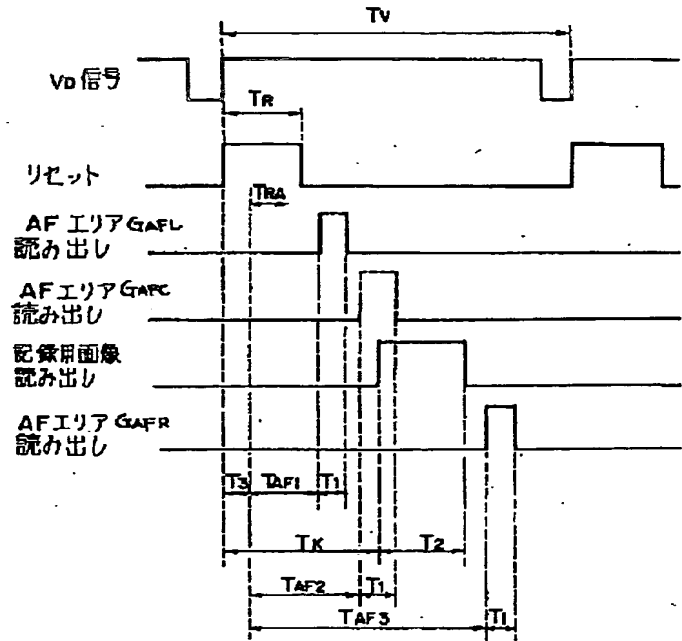 TV
VD 信号
TR
リセット
TRA
AF エリア GAFL
読み出し
AF エリア GAFC
読み出し
記録用画像
読み出し
AF エリア GAFR
読み出し
T3 TAF1 T1
TK T2
TAF2 T1
TAF3 T1